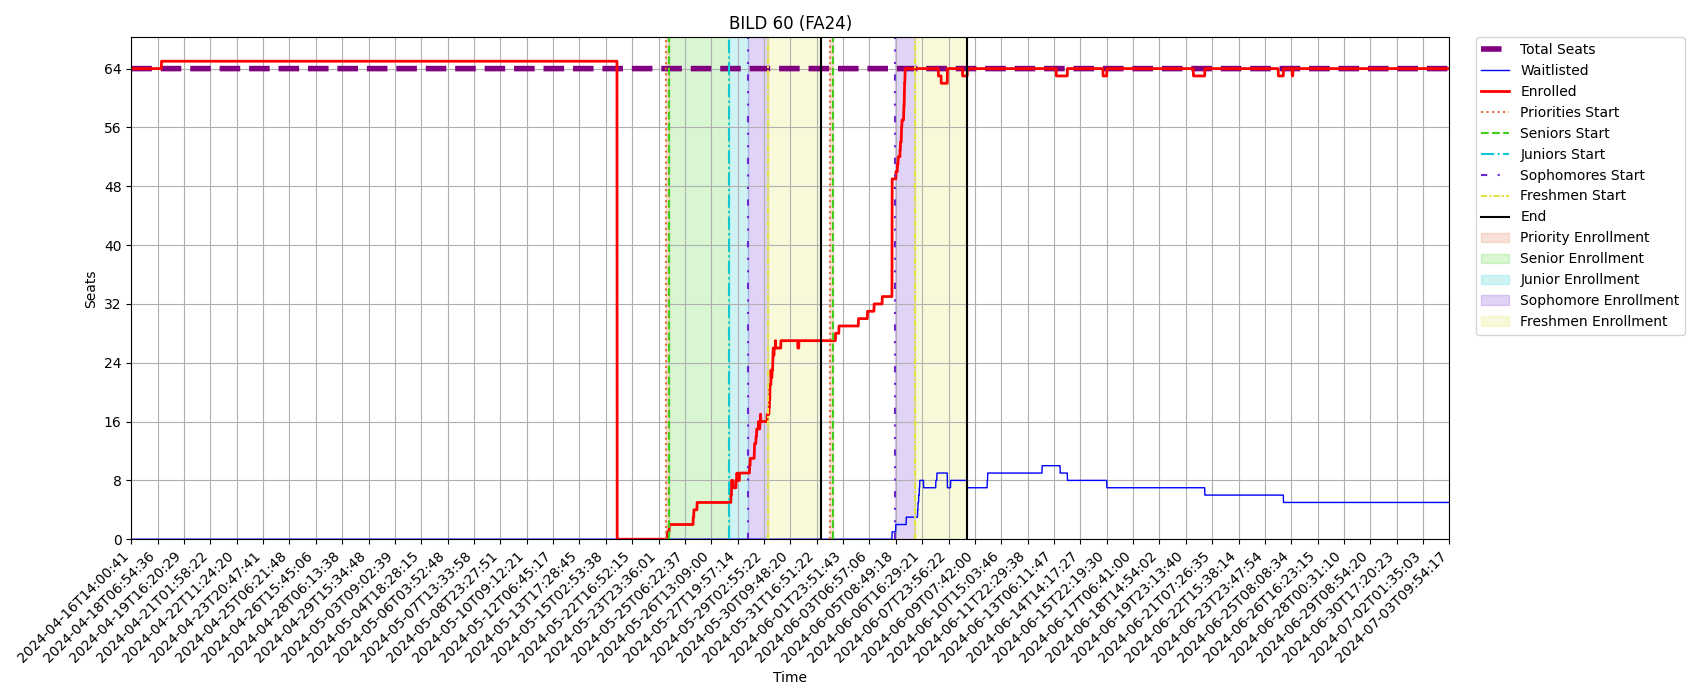 BILD 60 (FA24)
Seats
64
56
48
40
32
24
16
8
0
2024-04-16T14:00:41
2024-04-18T06:54:36
2024-04-19T16:20:29
2024-04-21T01:58:22
2024-04-22T11:24:20
2024-04-23T20:47:41
2024-04-25T06:21:48
2024-04-26T15:45:06
2024-04-28T06:13:38
2024-04-29T15:34:48
2024-05-03T09:02:39
2024-05-04T18:28:15
2024-05-06T03:52:48
2024-05-07T13:33:58
2024-05-08T23:27:51
2024-05-10T09:12:21
2024-05-12T06:45:17
2024-05-13T17:28:45
2024-05-15T02:53:38
2024-05-22T16:52:15
2024-05-23T23:36:01
2024-05-25T06:22:37
2024-05-26T13:09:00
2024-05-27T19:57:14
2024-05-29T02:55:22
2024-05-30T09:48:20
2024-05-31T16:51:22
2024-06-01T23:51:43
2024-06-03T06:57:06
2024-06-05T08:49:18
2024-06-06T16:29:21
2024-06-07T23:56:22
2024-06-09T07:42:00
2024-06-10T15:03:46
2024-06-11T22:29:38
2024-06-13T06:11:47
2024-06-14T14:17:27
2024-06-15T22:19:30
2024-06-17T06:41:00
2024-06-18T14:54:02
2024-06-19T23:13:40
2024-06-21T07:26:35
2024-06-22T15:38:14
2024-06-23T23:47:54
2024-06-25T08:08:34
2024-06-26T16:23:15
2024-06-28T00:31:10
2024-06-29T08:54:20
2024-06-30T17:20:23
2024-07-02T01:35:03
2024-07-03T09:54:17
Time
Total Seats
Waitlisted
Enrolled
Priorities Start
Seniors Start
Juniors Start
Sophomores Start
Freshmen Start
End
Priority Enrollment
Senior Enrollment
Junior Enrollment
Sophomore Enrollment
Freshmen Enrollment